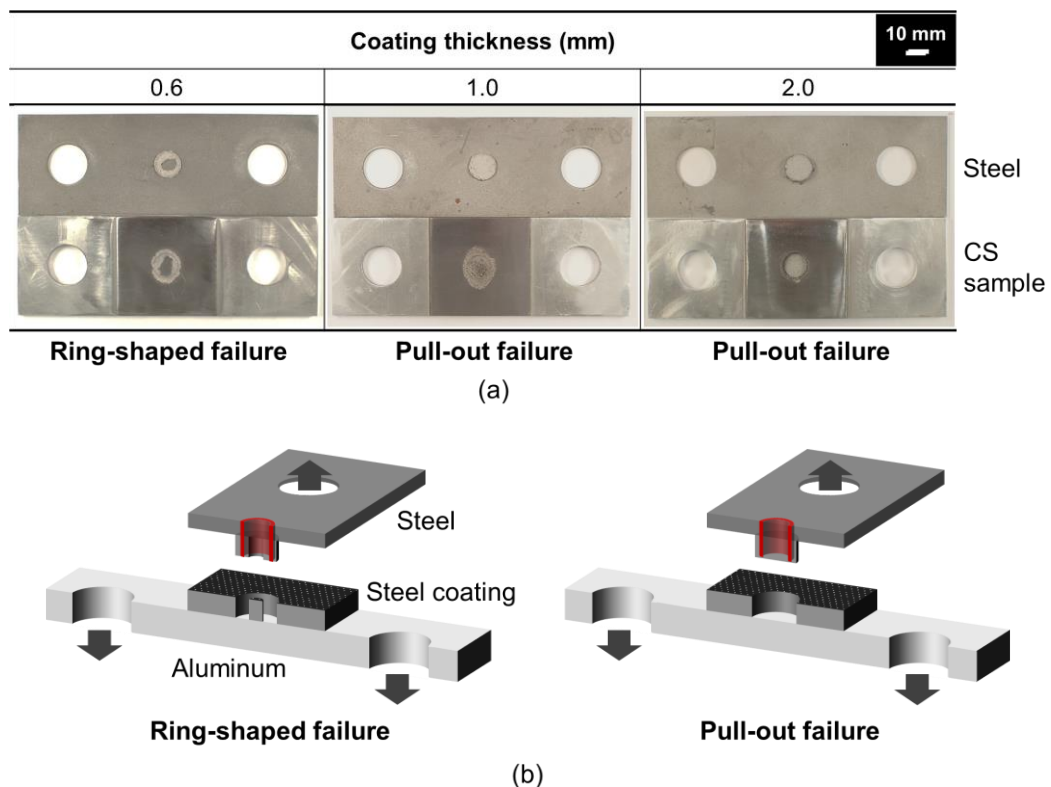 Coating thickness (mm)
10 mm
0.6
1.0
2.0
Steel
CS
sample
Ring-shaped failure
Pull-out failure
Pull-out failure
(a)
Steel
Steel coating
Aluminum
Ring-shaped failure
Pull-out failure
(b)